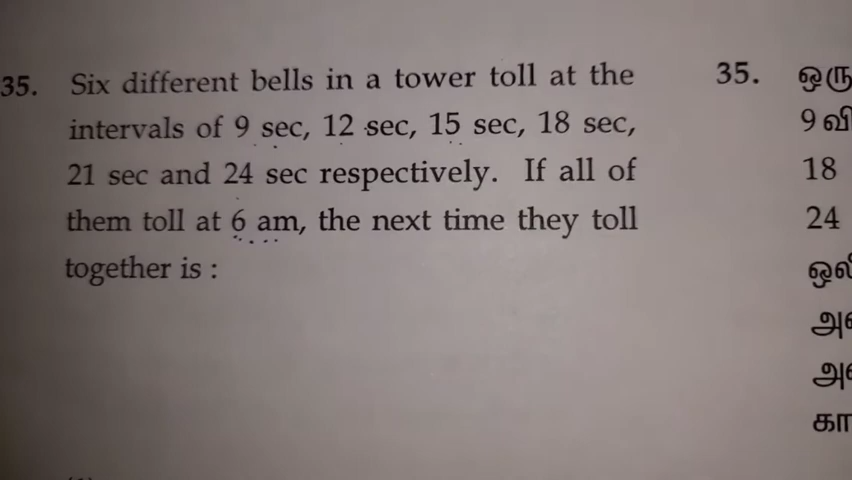 35. Six different bells in a tower toll at the
intervals of 9 sec, 12 sec, 15 sec, 18 sec,
21 sec and 24 sec respectively. If all of
them toll at 6 am, the next time they toll
together is :
35. ஒரு
9 வி
18
24